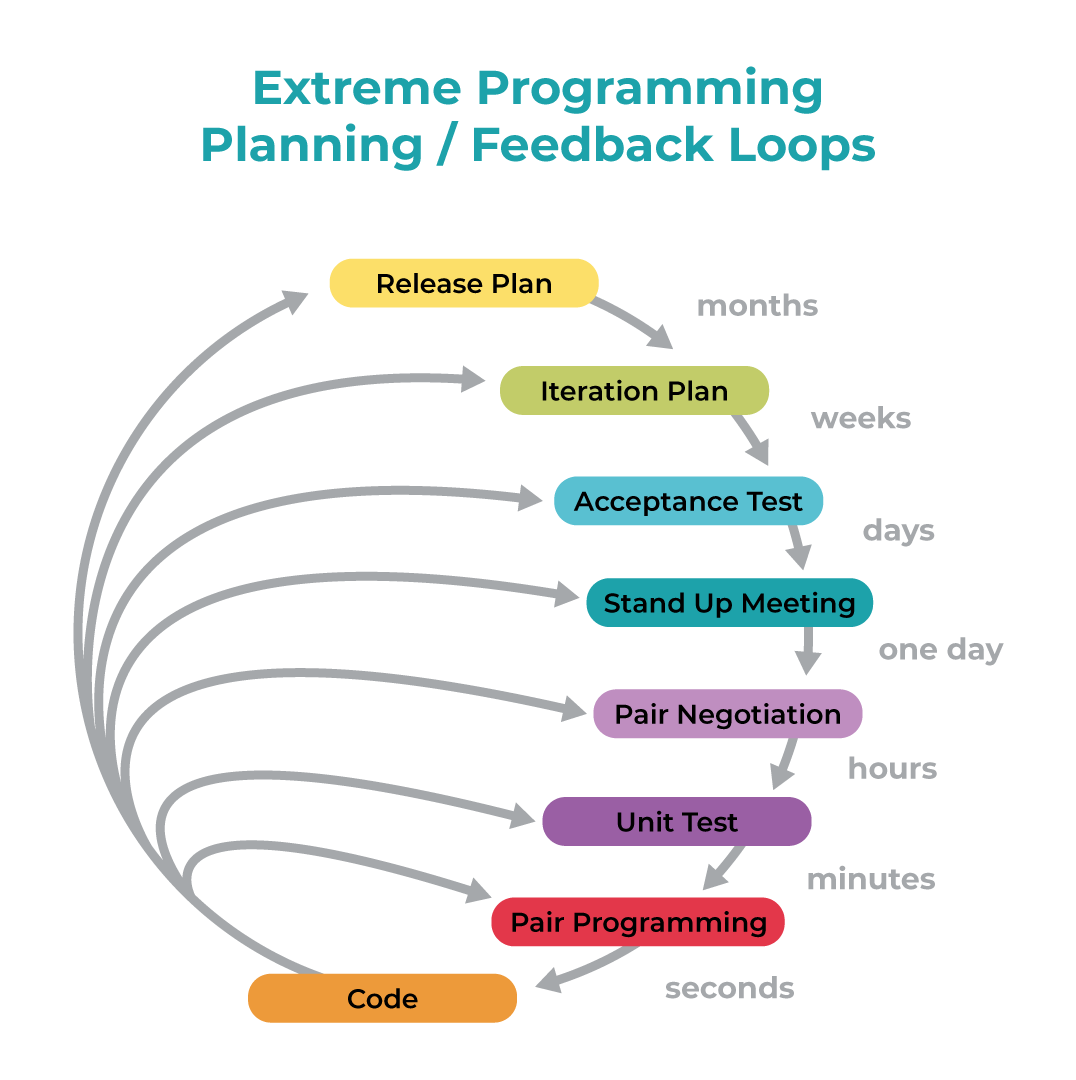 Extreme Programming
Planning / Feedback Loops
Release Plan
months
Iteration Plan
weeks
Acceptance Test
days
Stand Up Meeting
one day
Pair Negotiation
hours
Unit Test
minutes
Pair Programming
seconds
Code